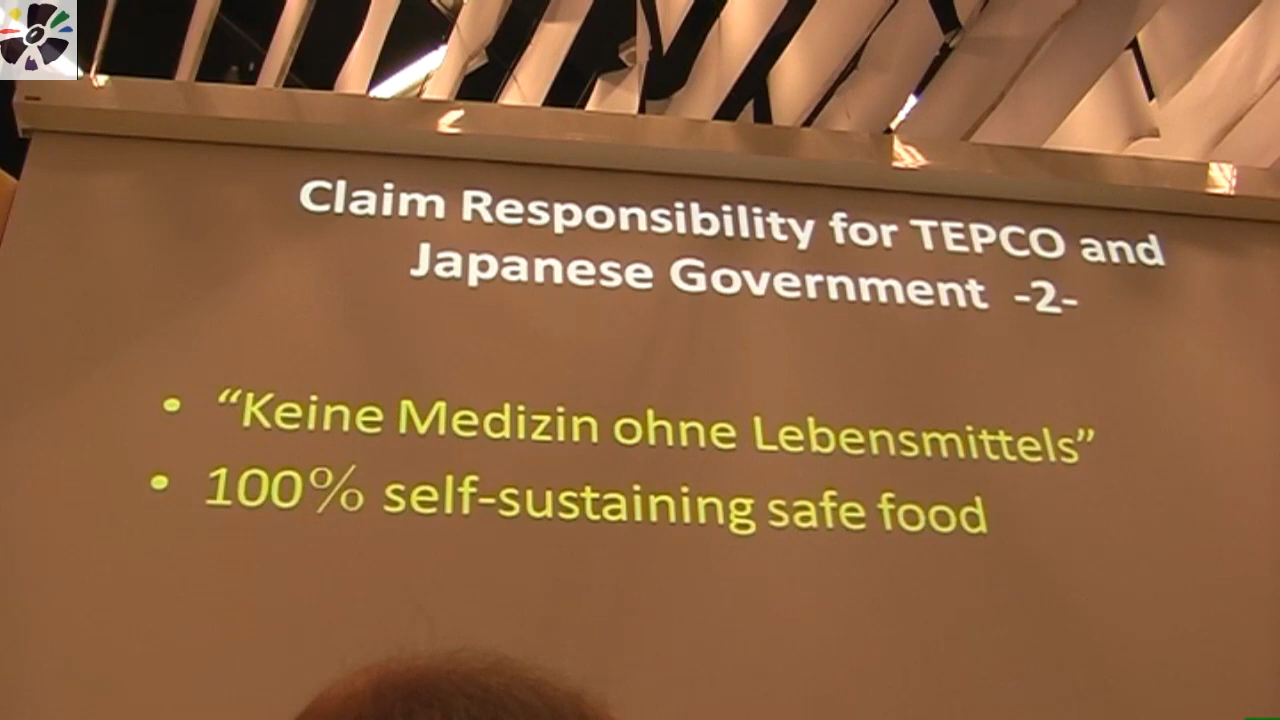 Claim Responsibility for TEPCO and
Japanese Government -2-
• “Keine Medizin ohne Lebensmittels”
• 100% self-sustaining safe food